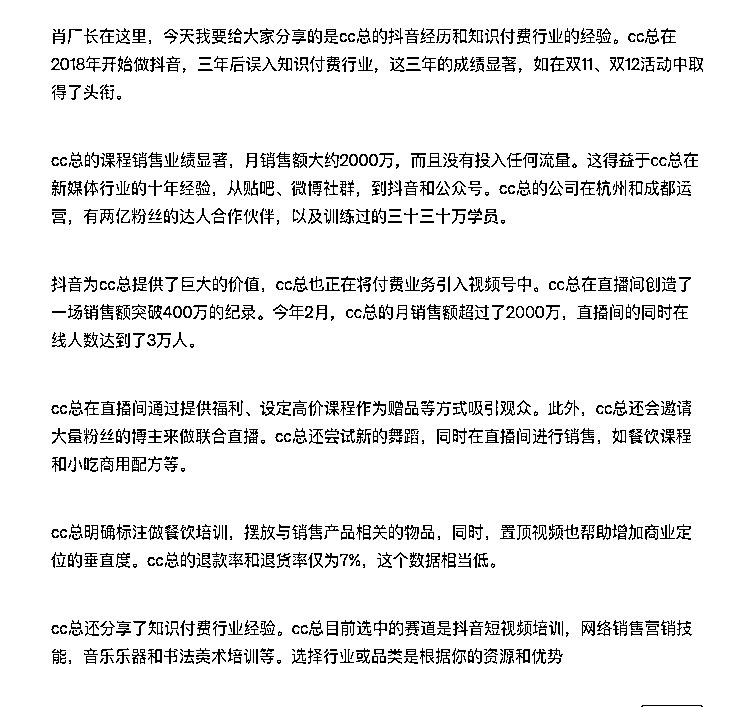 肖厂长在这里，今天我要给大家分享的是cc总的抖音经历和知识付费行业的经验。cc总在
2018年开始做抖音，三年后误入知识付费行业，这三年的成绩显著，如在双11、双12活动中取
得了头衔。
cc总的课程销售业绩显著，月销售额大约2000万，而且没有投入任何流量。这得益于cc总在
新媒体行业的十年经验，从贴吧、微博社群，到抖音和公众号。cc总的公司在杭州和成都运
营，有两亿粉丝的达人合作伙伴，以及训练过的三十三十万学员。
抖音为cc总提供了巨大的价值，cc总也正在将付费业务引入视频号中。cc总在直播间创造了
一场销售额突破400万的纪录。今年2月，cc总的月销售额超过了2000万，直播间的同时在
线人数达到了3万人。
cc总在直播间通过提供福利、设定高价课程作为赠品等方式吸引观众。此外，cc总还会邀请
大量粉丝的博主来做联合直播。cc总还尝试新的舞蹈，同时在直播间进行销售，如餐饮课程
和小吃商用配方等。
cc总明确标注做餐饮培训，摆放与销售产品相关的物品，同时，置顶视频也帮助增加商业定
位的垂直度。cc总的退款率和退货率仅为7%，这个数据相当低。
cc总还分享了知识付费行业经验。cc总目前选中的赛道是抖音短视频培训，网络销售营销技
能，音乐乐器和书法美术培训等。选择行业或品类是根据你的资源和优势